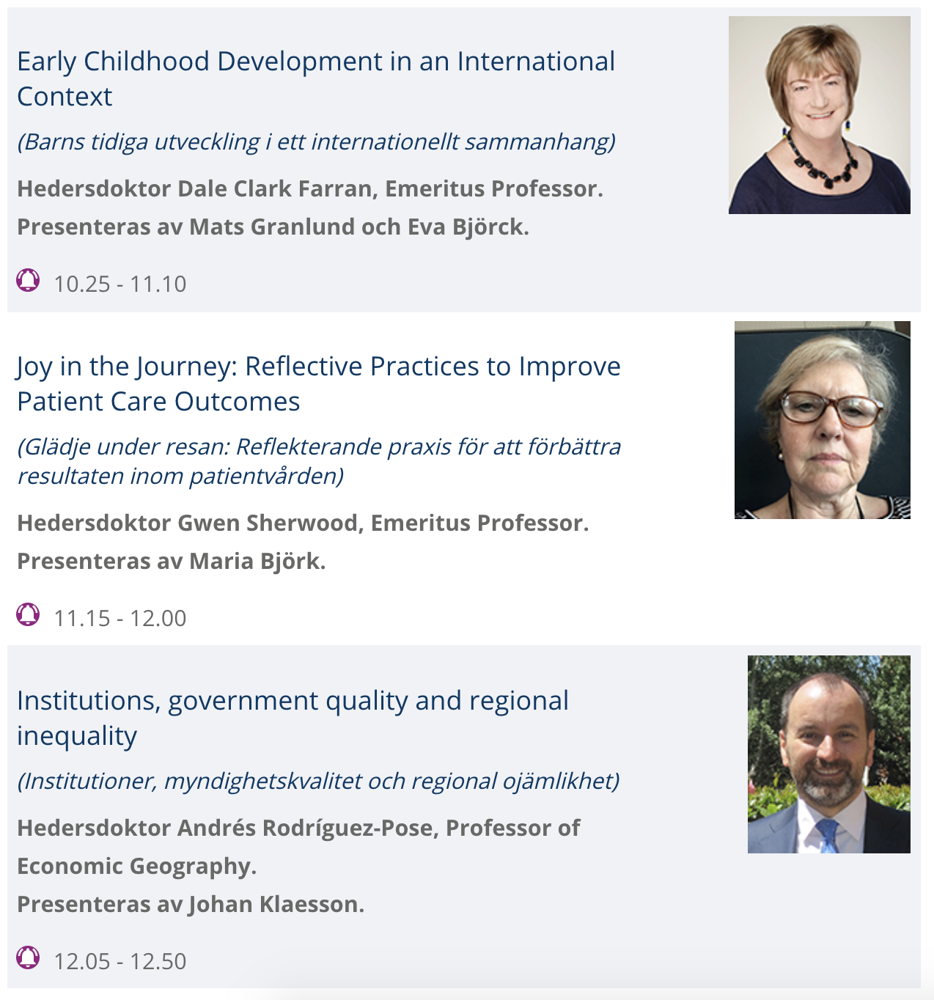 Early Childhood Development in an International
Context
(Barns tidiga utveckling i ett internationellt sammanhang)
Hedersdoktor Dale Clark Farran, Emeritus Professor.
Presenteras av Mats Granlund och Eva Björck.
10.25 - 11.10
Joy in the Journey: Reflective Practices to Improve
Patient Care Outcomes
(Glädje under resan: Reflekterande praxis för att förbättra
resultaten inom patientvården)
Hedersdoktor Gwen Sherwood, Emeritus Professor.
Presenteras av Maria Björk.
11.15 - 12.00
Institutions, government quality and regional
inequality
(Institutioner, myndighetskvalitet och regional ojämlikhet)
Hedersdoktor Andrés Rodríguez-Pose, Professor of
Economic Geography.
Presenteras av Johan Klaesson.
12.05 - 12.50